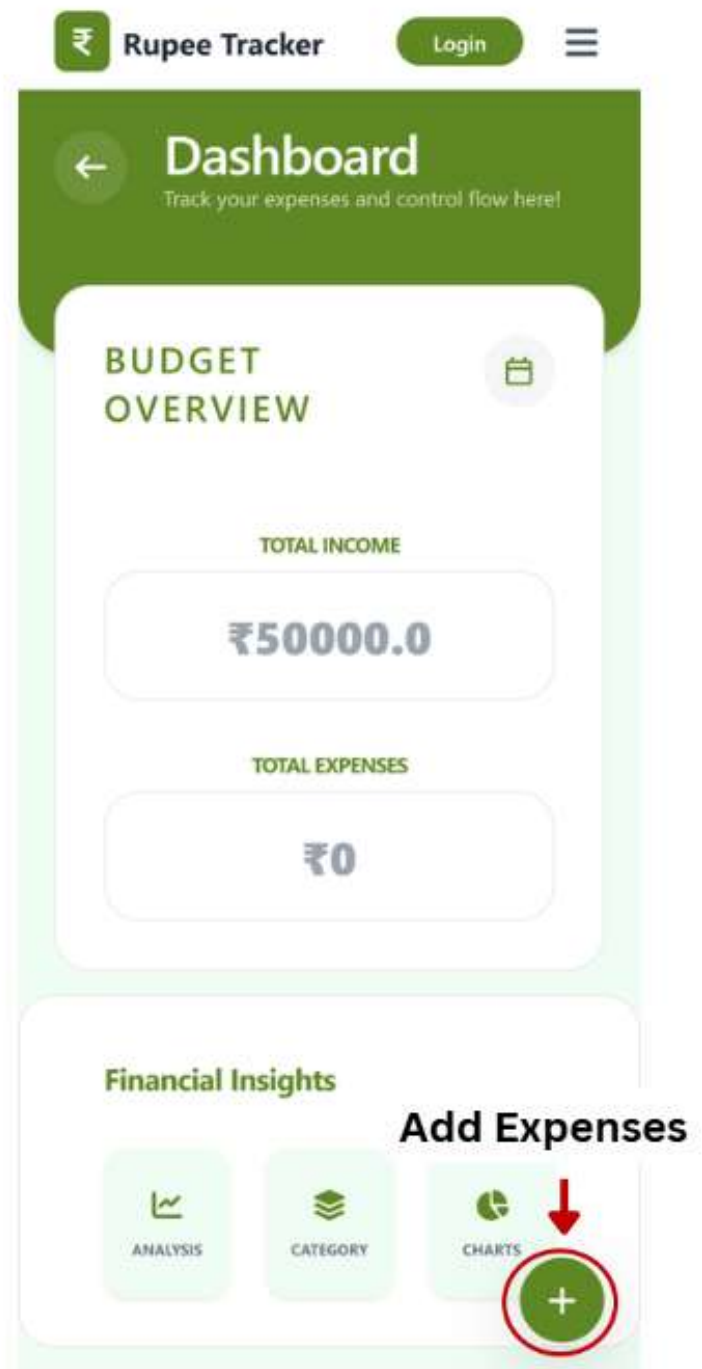 ₹ Rupee Tracker Login
Dashboard
Track your expenses and control flow here!
BUDGET
OVERVIEW
TOTAL INCOME
₹50000.0
TOTAL EXPENSES
₹0
Financial Insights
Add Expenses
ANALYSIS CATEGORY CHARTS
+